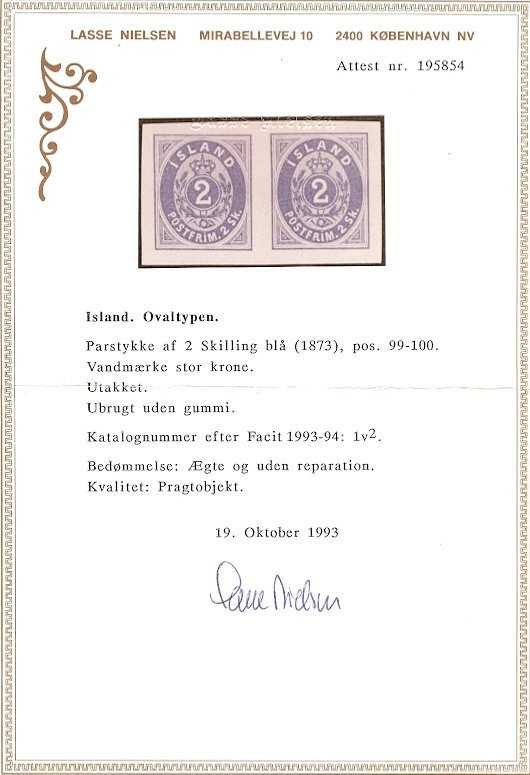 LASSE NIELSEN MIRABELLEVEJ 10 2400 KØBENHAVN NV
Attest nr. 195854
Lasse Nielsen
ISLAND ISLAND
2 2
POSTFRIM. 2 SK. POSTFRIM. 2 SK.
Island. Ovaltypen.
Parstykke af 2 Skilling blå (1873), pos. 99-100.
Vandmærke stor krone.
Utakket.
Ubrugt uden gummi.
Katalognummer efter Facit 1993-94: 1v2.
Bedømmelse: Ægte og uden reparation.
Kvalitet: Pragtobjekt.
19. Oktober 1993
Lasse Nielsen